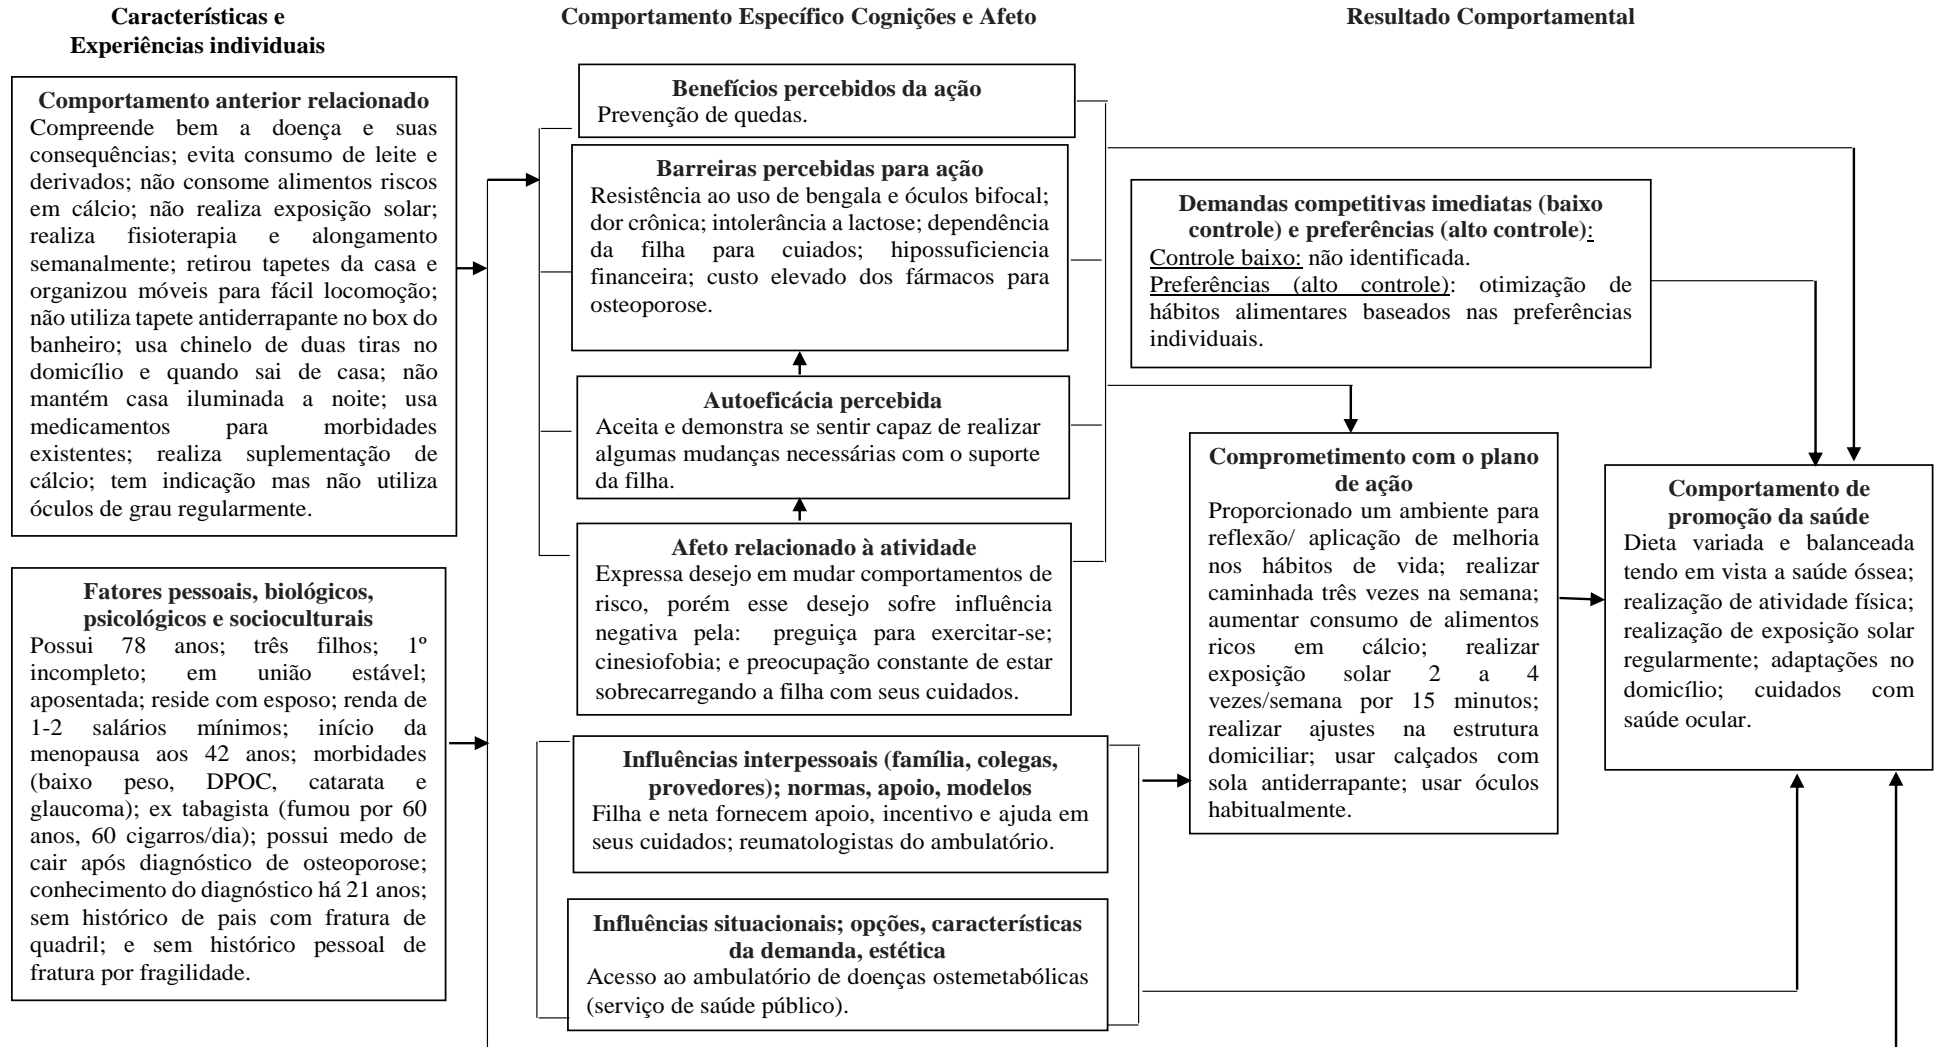 Características e
Experiências individuais
Comportamento Específico Cognições e Afeto
Resultado Comportamental
Comportamento anterior relacionado
Compreende bem a doença e suas
consequências; evita consumo de leite e
derivados; não consome alimentos riscos
em cálcio; não realiza exposição solar;
realiza fisioterapia e alongamento
semanalmente; retirou tapetes da casa e
organizou móveis para fácil locomoção;
não utiliza tapete antiderrapante no box do
banheiro; usa chinelo de duas tiras no
domicílio e quando sai de casa; não
mantém casa iluminada a noite; usa
medicamentos para morbidades
existentes; realiza suplementação de
cálcio; tem indicação mas não utiliza
óculos de grau regularmente.
Fatores pessoais, biológicos,
psicológicos e socioculturais
Possui 78 anos; três filhos; 1º
incompleto; em união estável;
aposentada; reside com esposo; renda de
1-2 salários mínimos; início da
menopausa aos 42 anos; morbidades
(baixo peso, DPOC, catarata e
glaucoma); ex tabagista (fumou por 60
anos, 60 cigarros/dia); possui medo de
cair após diagnóstico de osteoporose;
conhecimento do diagnóstico há 21 anos;
sem histórico de pais com fratura de
quadril; e sem histórico pessoal de
fratura por fragilidade.
Benefícios percebidos da ação
Prevenção de quedas.
Barreiras percebidas para ação
Resistência ao uso de bengala e óculos bifocal;
dor crônica; intolerância a lactose; dependência
da filha para cuiados; hipossuficiencia
financeira; custo elevado dos fármacos para
osteoporose.
Autoeficácia percebida
Aceita e demonstra se sentir capaz de realizar
algumas mudanças necessárias com o suporte
da filha.
Afeto relacionado à atividade
Expressa desejo em mudar comportamentos de
risco, porém esse desejo sofre influência
negativa pela: preguiça para exercitar-se;
cinesiofobia; e preocupação constante de estar
sobrecarregando a filha com seus cuidados.
Influências interpessoais (família, colegas,
provedores); normas, apoio, modelos
Filha e neta fornecem apoio, incentivo e ajuda em
seus cuidados; reumatologistas do ambulatório.
Influências situacionais; opções, características
da demanda, estética
Acesso ao ambulatório de doenças ostemetabólicas
(serviço de saúde público).
Demandas competitivas imediatas (baixo
controle) e preferências (alto controle):
Controle baixo: não identificada.
Preferências (alto controle): otimização de
hábitos alimentares baseados nas preferências
individuais.
Comprometimento com o plano
de ação
Proporcionado um ambiente para
reflexão/ aplicação de melhoria
nos hábitos de vida; realizar
caminhada três vezes na semana;
aumentar consumo de alimentos
ricos em cálcio; realizar
exposição solar 2 a 4
vezes/semana por 15 minutos;
realizar ajustes na estrutura
domiciliar; usar calçados com
sola antiderrapante; usar óculos
habitualmente.
Comportamento de
promoção da saúde
Dieta variada e balanceada
tendo em vista a saúde óssea;
realização de atividade física;
realização de exposição solar
regularmente; adaptações no
domicílio; cuidados com
saúde ocular.